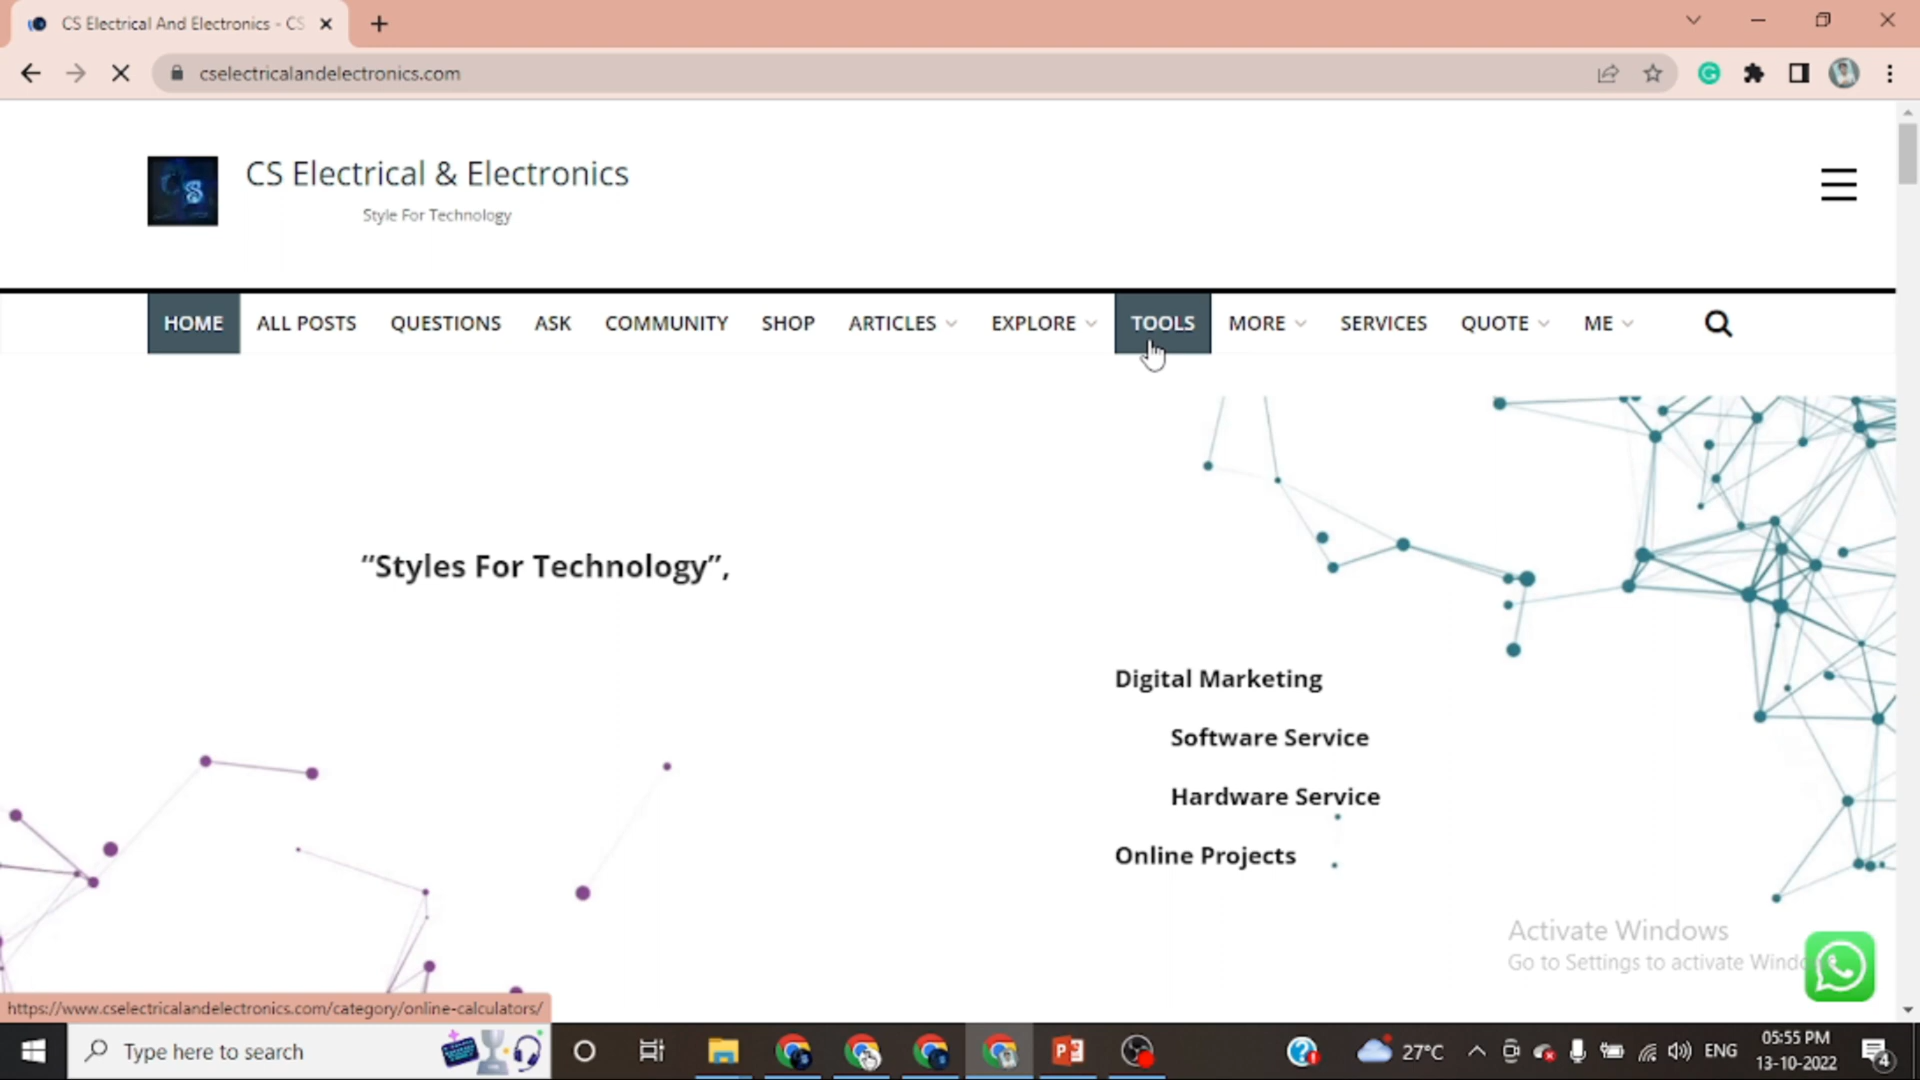 CS Electrical And Electronics - CS
cselectricalandelectronics.com
CS Electrical & Electronics
Style For Technology
HOME ALL POSTS QUESTIONS ASK COMMUNITY SHOP ARTICLES EXPLORE TOOLS MORE SERVICES QUOTE ME
“Styles For Technology”,
Digital Marketing
Software Service
Hardware Service
Online Projects
Activate Windows
Go to Settings to activate Windo
https://www.cselectricalandelectronics.com/category/online-calculators/
Type here to search
27°C
ENG
05:55 PM
13-10-2022
4